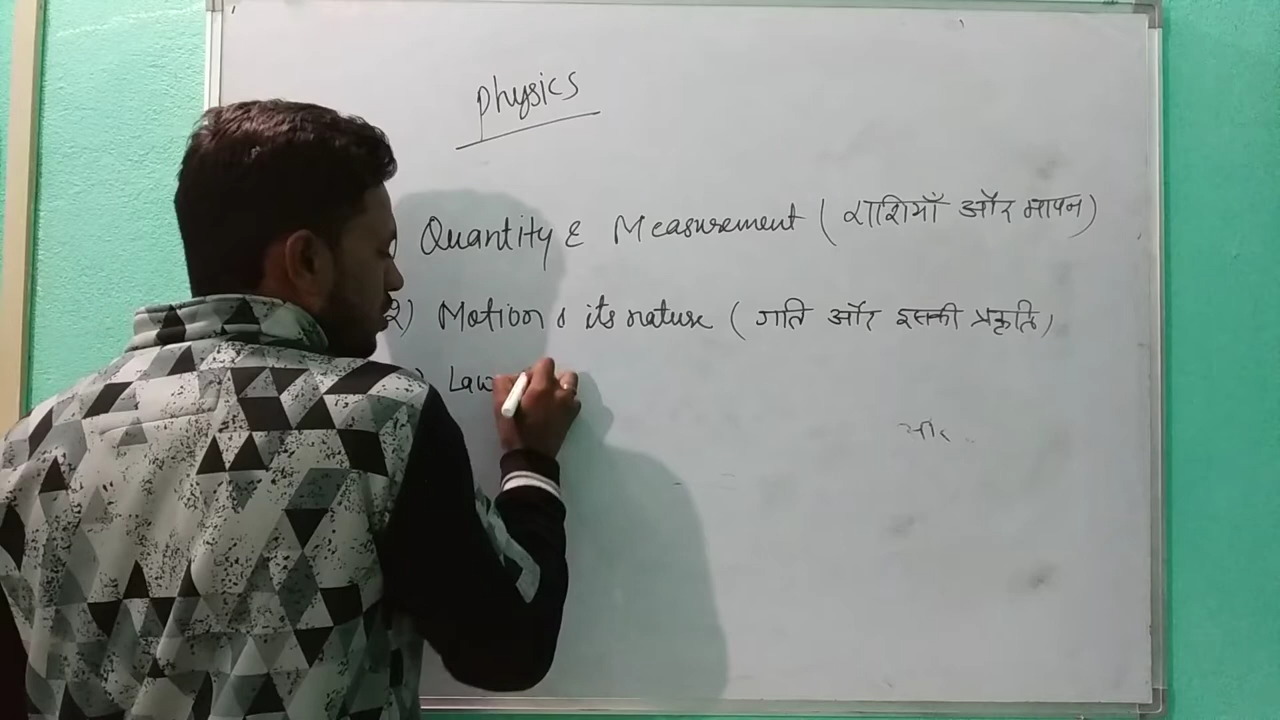 Physics
) Quantity & Measurement ( राशियाँ और मापन )
2) Motion & its nature ( गति और इसकी प्रकृति )
) Law
और